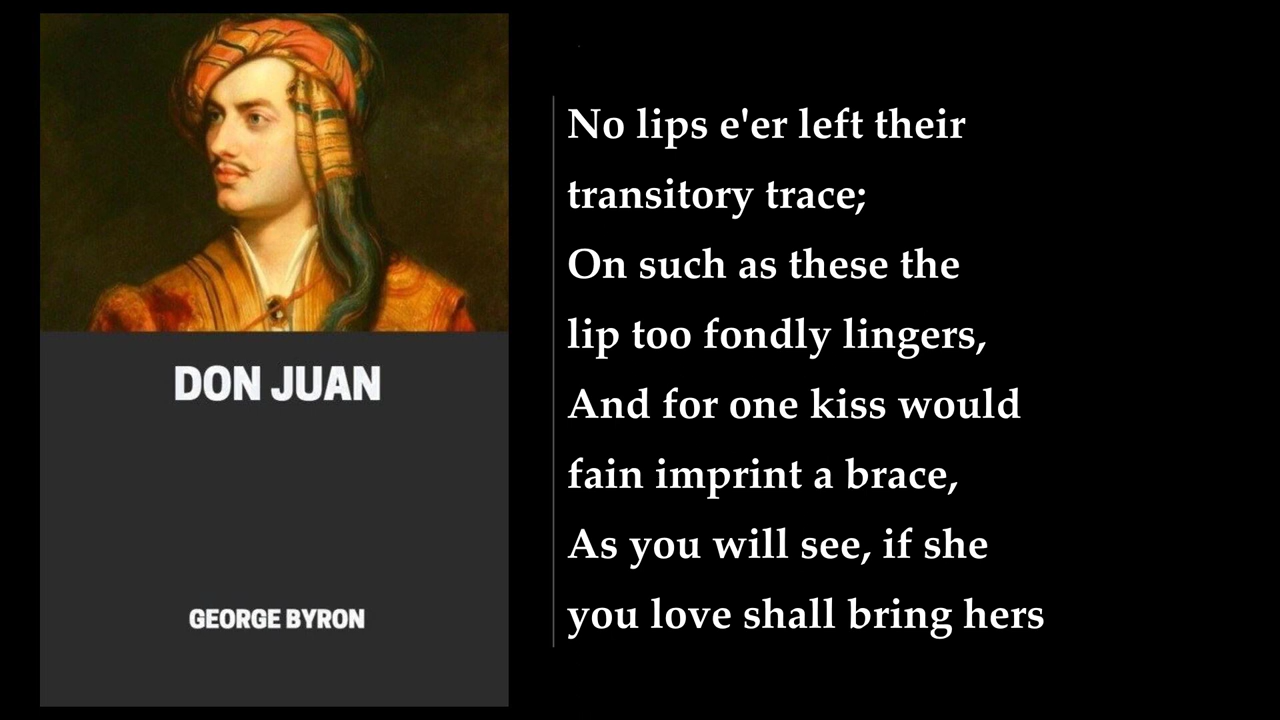 DON JUAN
GEORGE BYRON
No lips e'er left their
transitory trace;
On such as these the
lip too fondly lingers,
And for one kiss would
fain imprint a brace,
As you will see, if she
you love shall bring hers